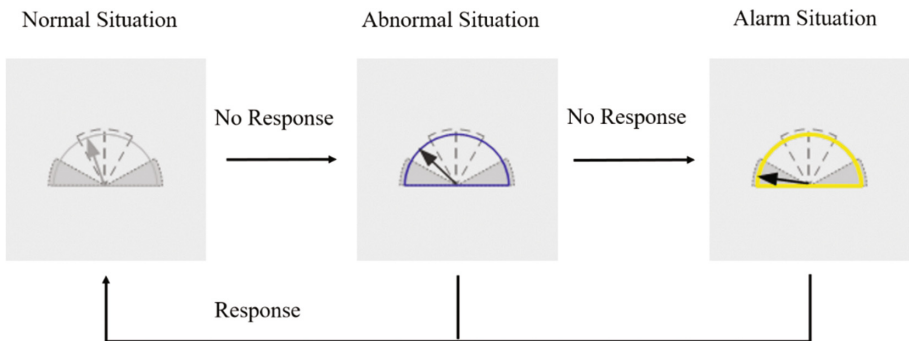 Normal Situation
Abnormal Situation
Alarm Situation
No Response
No Response
Response